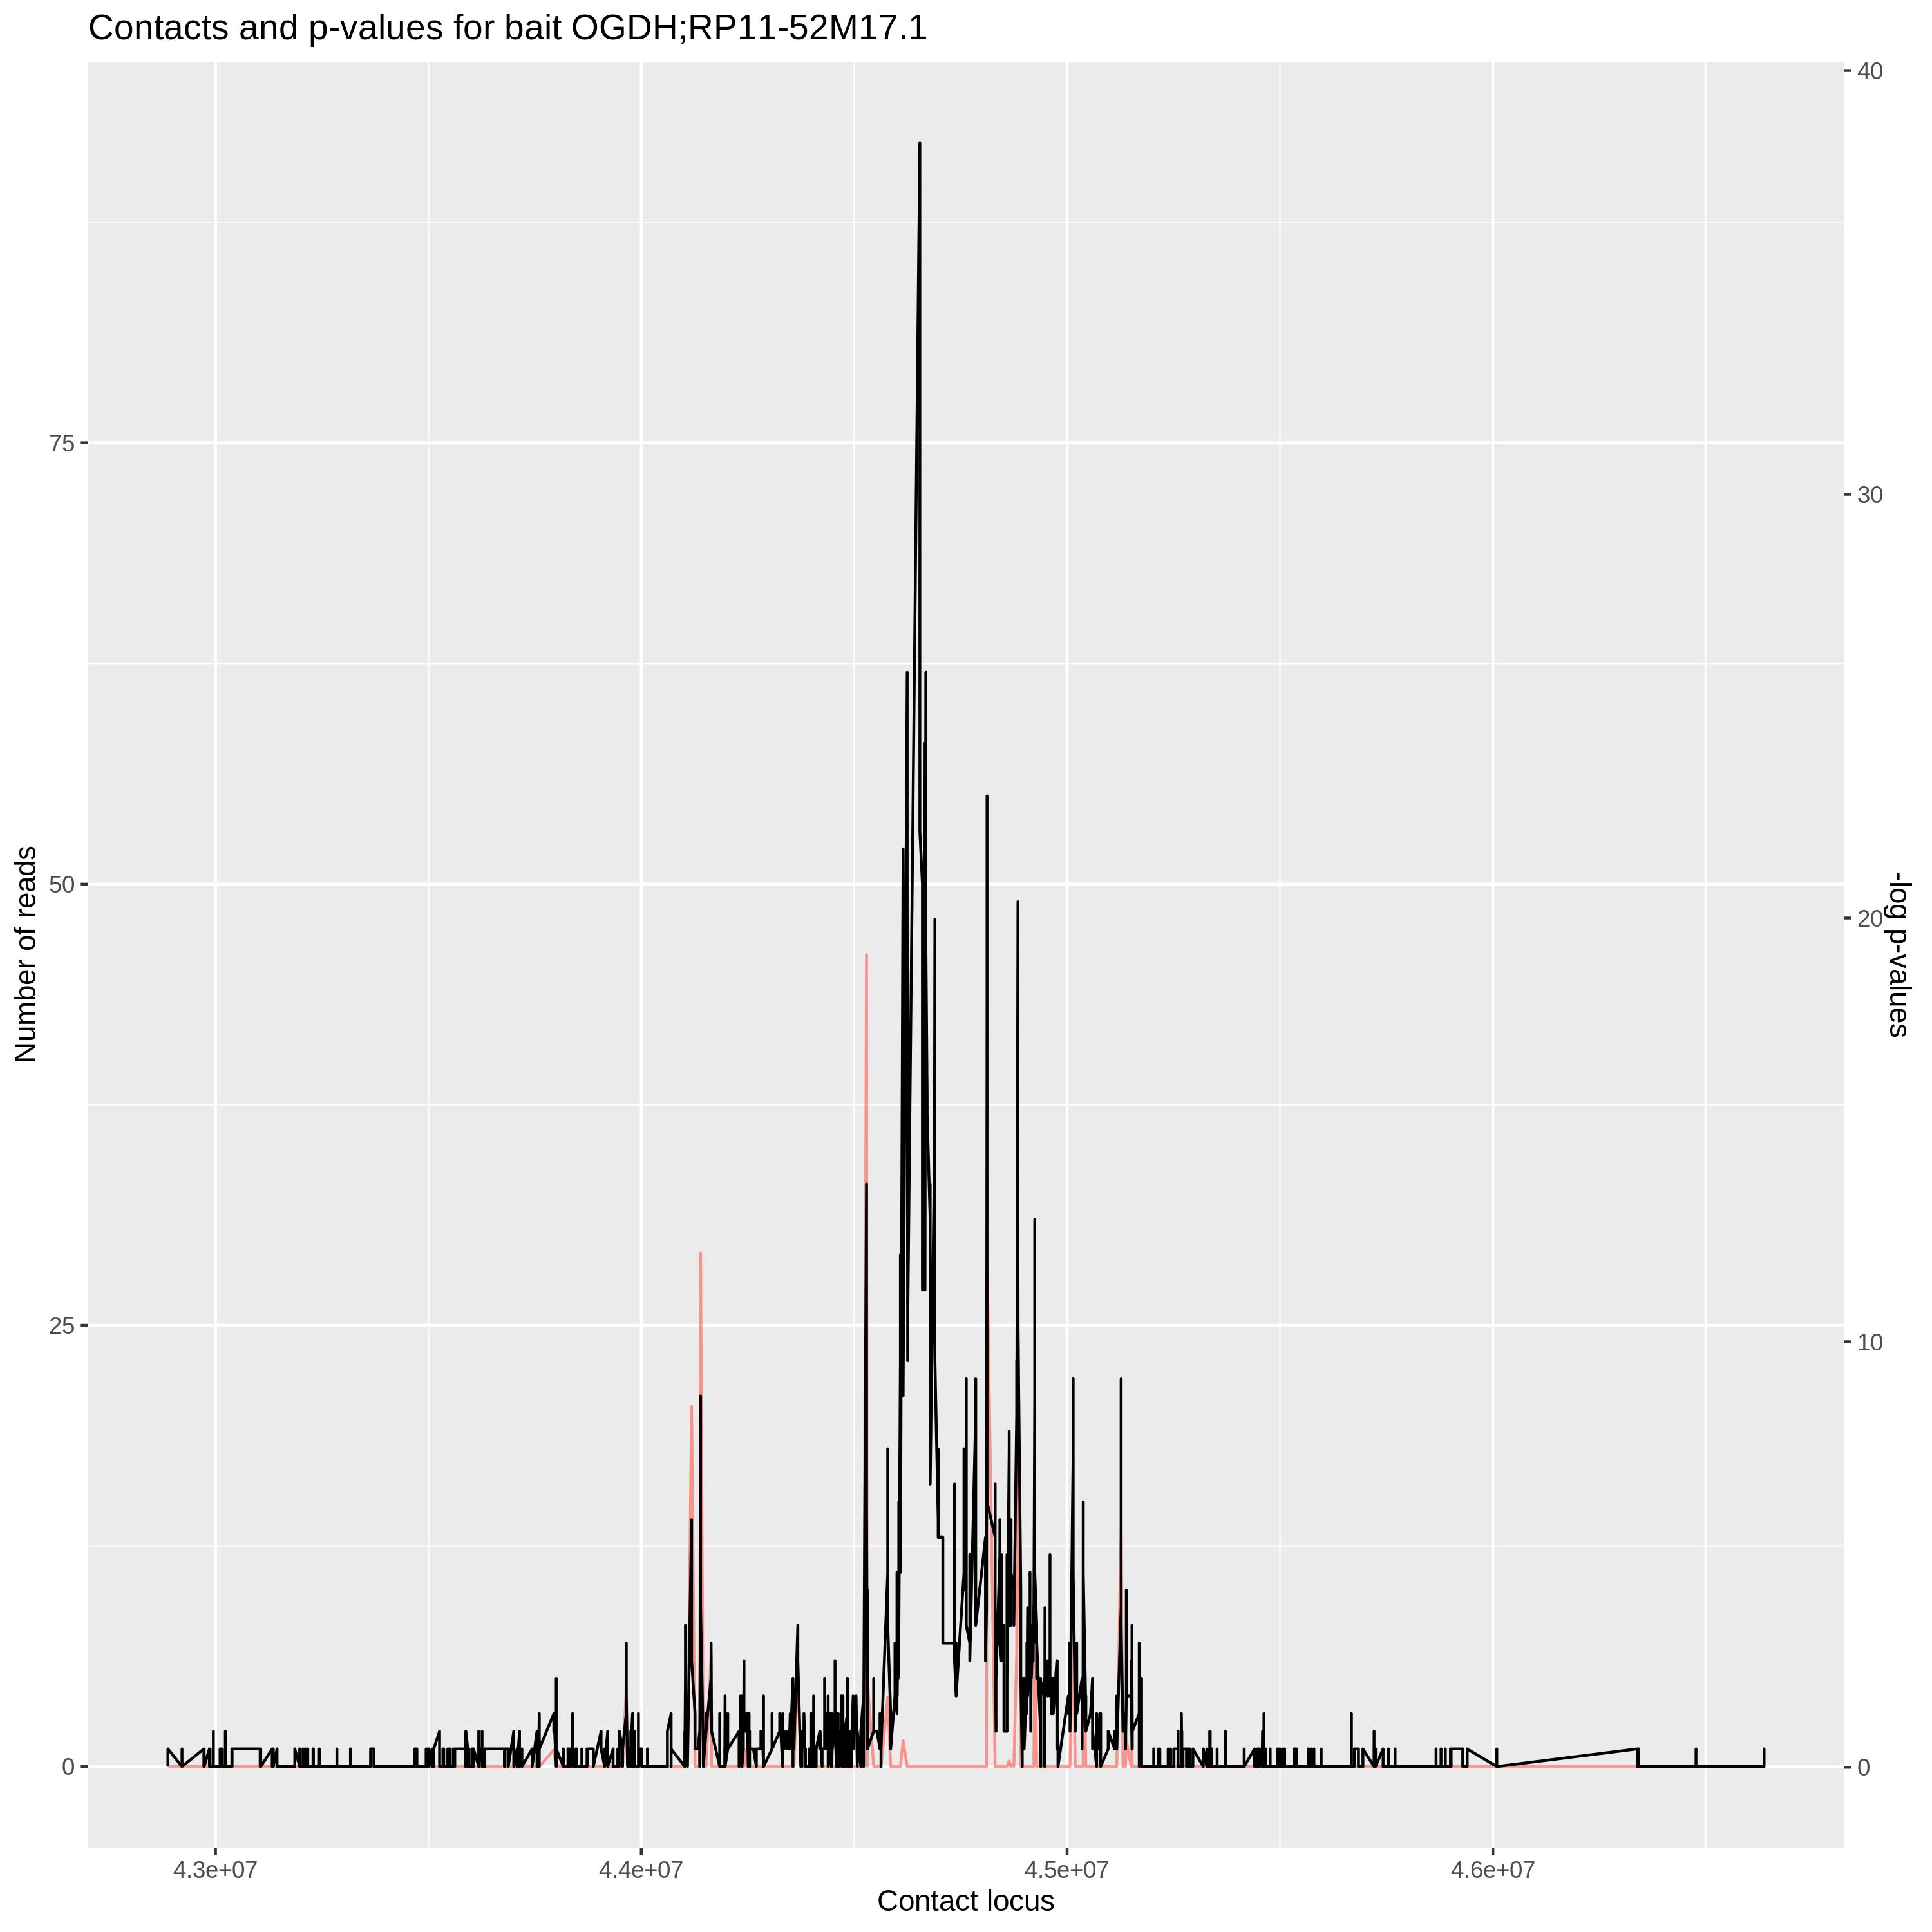 Contacts and p-values for bait OGDH;RP11-52M17.1
40
75
30
Number of reads
50
20
-log p-values
25
10
0
0
4.3e+07
4.4e+07
4.5e+07
4.6e+07
Contact locus